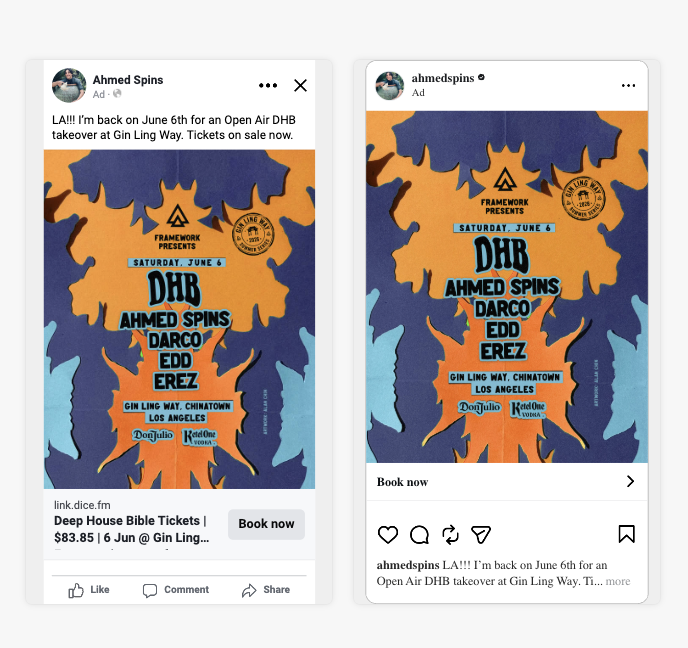 Ahmed Spins
Ad ·
LA!!! I'm back on June 6th for an Open Air DHB
takeover at Gin Ling Way. Tickets on sale now.
FRAMEWORK
PRESENTS
GIN LING WAY
·2026·
SUMMER SERIES
SATURDAY, JUNE 6
DHB
AHMED SPINS
DARCO
EDD
EREZ
GIN LING WAY, CHINATOWN
LOS ANGELES
Don Julio
Ketel One
VODKA
link.dice.fm
Deep House Bible Tickets |
$83.85 | 6 Jun @ Gin Ling...
Book now
Like
Comment
Share
ahmedspins
Ad
FRAMEWORK
PRESENTS
GIN LING WAY
·2026·
SUMMER SERIES
SATURDAY, JUNE 6
DHB
AHMED SPINS
DARCO
EDD
EREZ
GIN LING WAY, CHINATOWN
LOS ANGELES
Don Julio
Ketel One
VODKA
Book now
ahmedspins LA!!! I'm back on June 6th for an
Open Air DHB takeover at Gin Ling Way. Ti... more